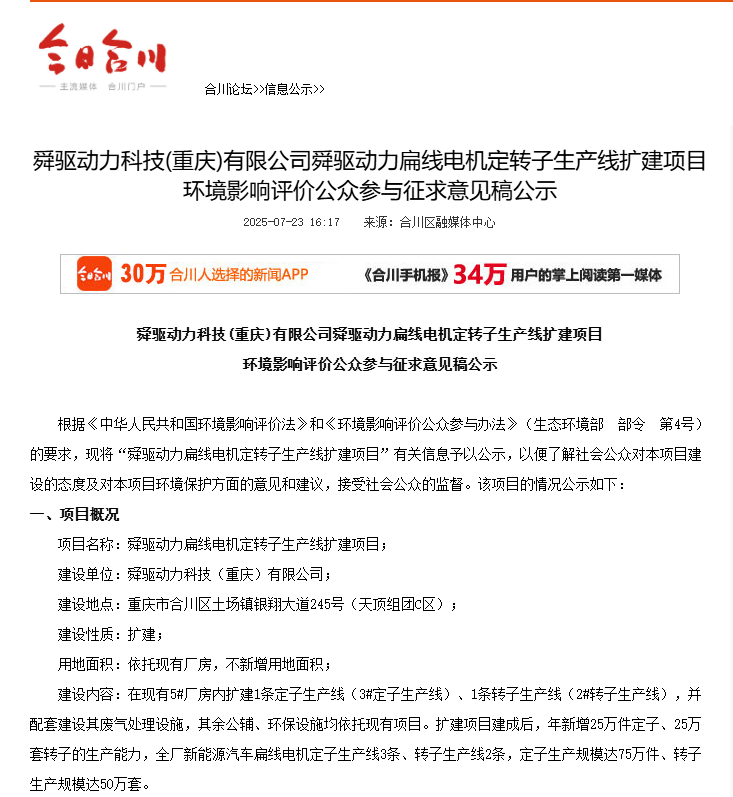 今日合川
主流媒体 合川门户
合川论坛>>信息公示>>
舜驱动力科技(重庆)有限公司舜驱动力扁线电机定转子生产线扩建项目
环境影响评价公众参与征求意见稿公示
2025-07-23 16:17 来源：合川区融媒体中心
今日合川 30万 合川人选择的新闻APP 《合川手机报》34万 用户的掌上阅读第一媒体
舜驱动力科技(重庆)有限公司舜驱动力扁线电机定转子生产线扩建项目
环境影响评价公众参与征求意见稿公示
根据《中华人民共和国环境影响评价法》和《环境影响评价公众参与办法》（生态环境部 部令 第4号）
的要求，现将“舜驱动力扁线电机定转子生产线扩建项目”有关信息予以公示，以便了解社会公众对本项目建
设的态度及对本项目环境保护方面的意见和建议，接受社会公众的监督。该项目的情况公示如下：
一、项目概况
项目名称：舜驱动力扁线电机定转子生产线扩建项目；
建设单位：舜驱动力科技（重庆）有限公司；
建设地点：重庆市合川区土场镇银翔大道245号（天顶组团C区）；
建设性质：扩建；
用地面积：依托现有厂房，不新增用地面积；
建设内容：在现有5#厂房内扩建1条定子生产线（3#定子生产线）、1条转子生产线（2#转子生产线），并
配套建设其废气处理设施，其余公辅、环保设施均依托现有项目。扩建项目建成后，年新增25万件定子、25万
套转子的生产能力，全厂新能源汽车扁线电机定子生产线3条、转子生产线2条，定子生产规模达75万件、转子
生产规模达50万套。